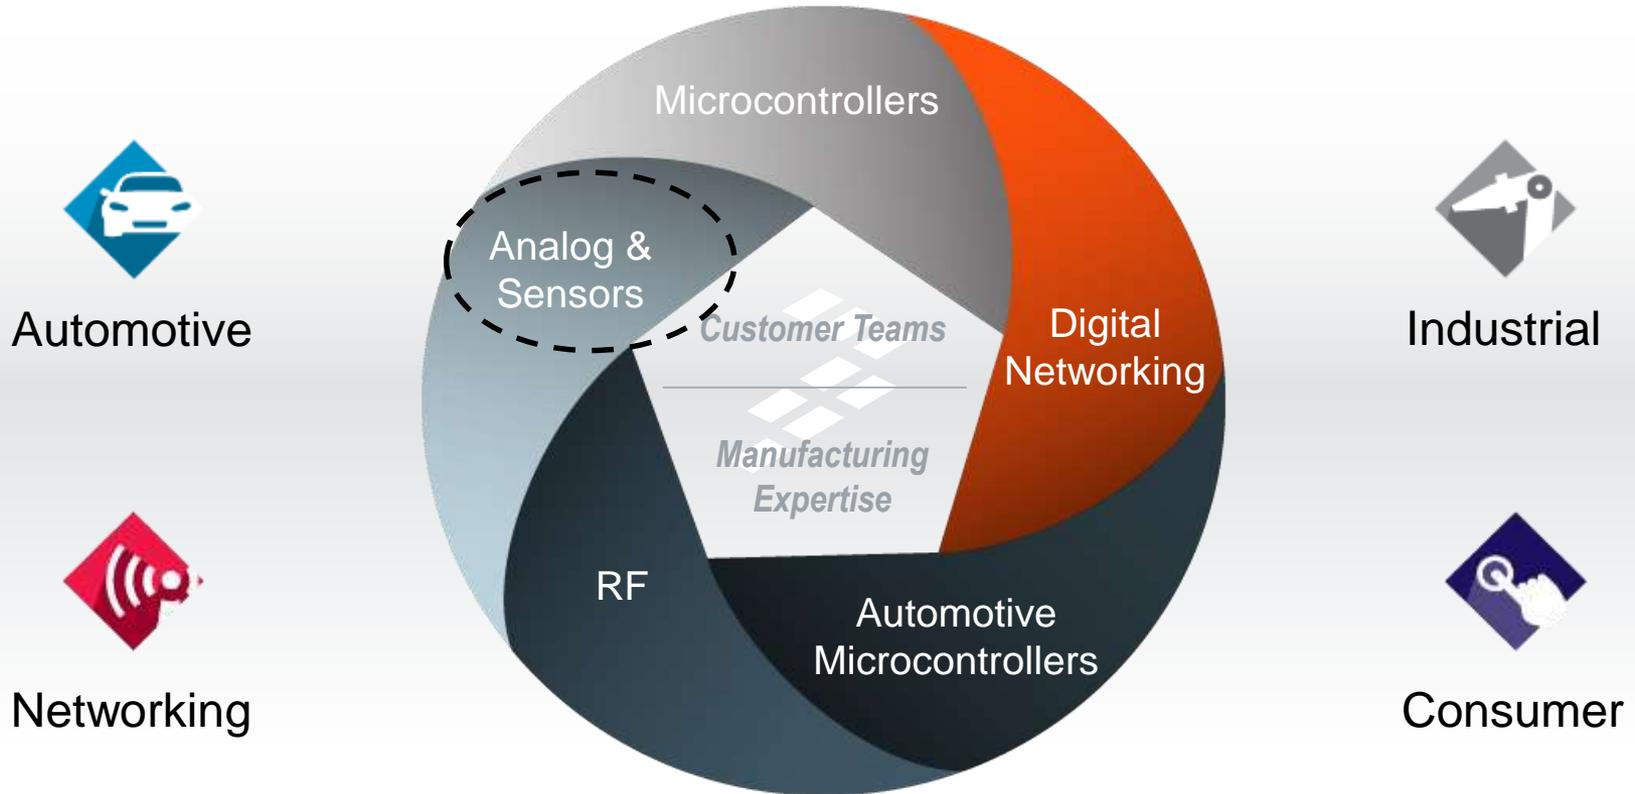 Microcontrollers
Analog &
Sensors
Automotive
Customer Teams
Digital
Networking
Industrial
Manufacturing
Expertise
RF
Automotive
Microcontrollers
Networking
Consumer